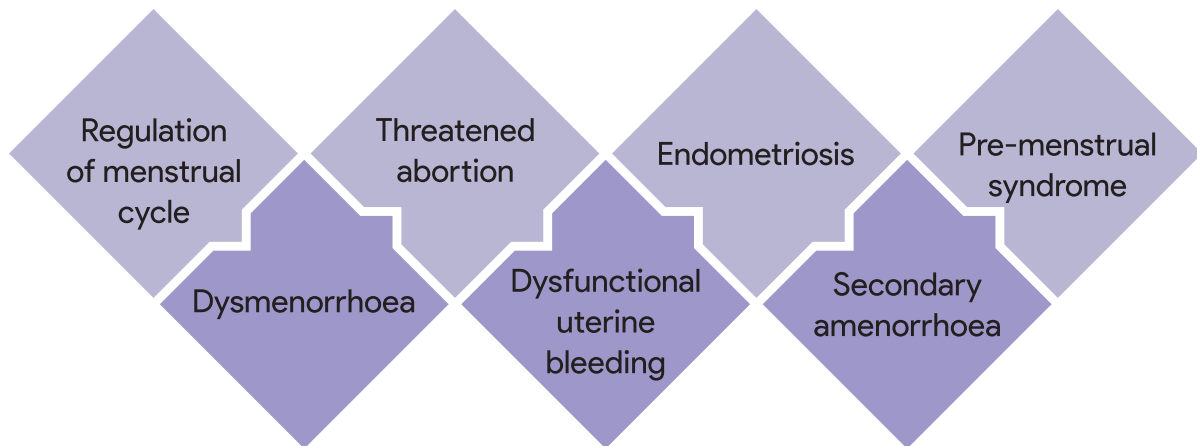 Regulation
of menstrual
cycle
Threatened
abortion
Endometriosis
Pre-menstrual
syndrome
Dysmenorrhoea
Dysfunctional
uterine
bleeding
Secondary
amenorrhoea